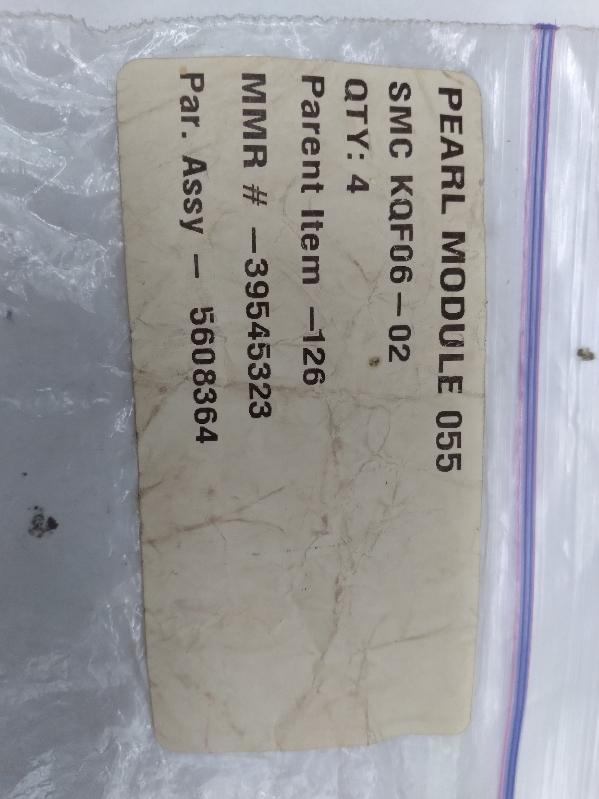 PEARL MODULE 055
SMC KQF06-02
QTY: 4
Parent Item -126
MMR # -39545323
Par. Assy - 5608364